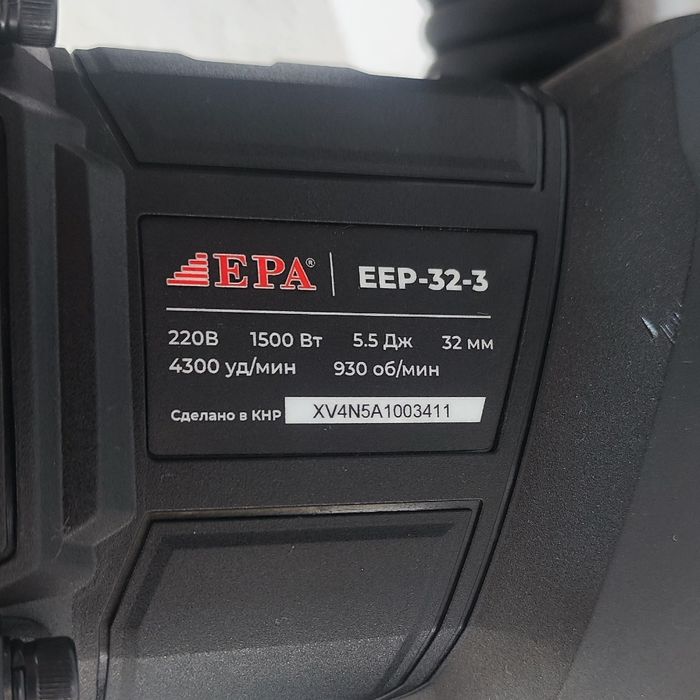 EPA® EEP-32-3
220В 1500 Вт 5.5 Дж 32 мм
4300 уд/мин 930 об/мин
Сделано в КНР XV4N5A1003411